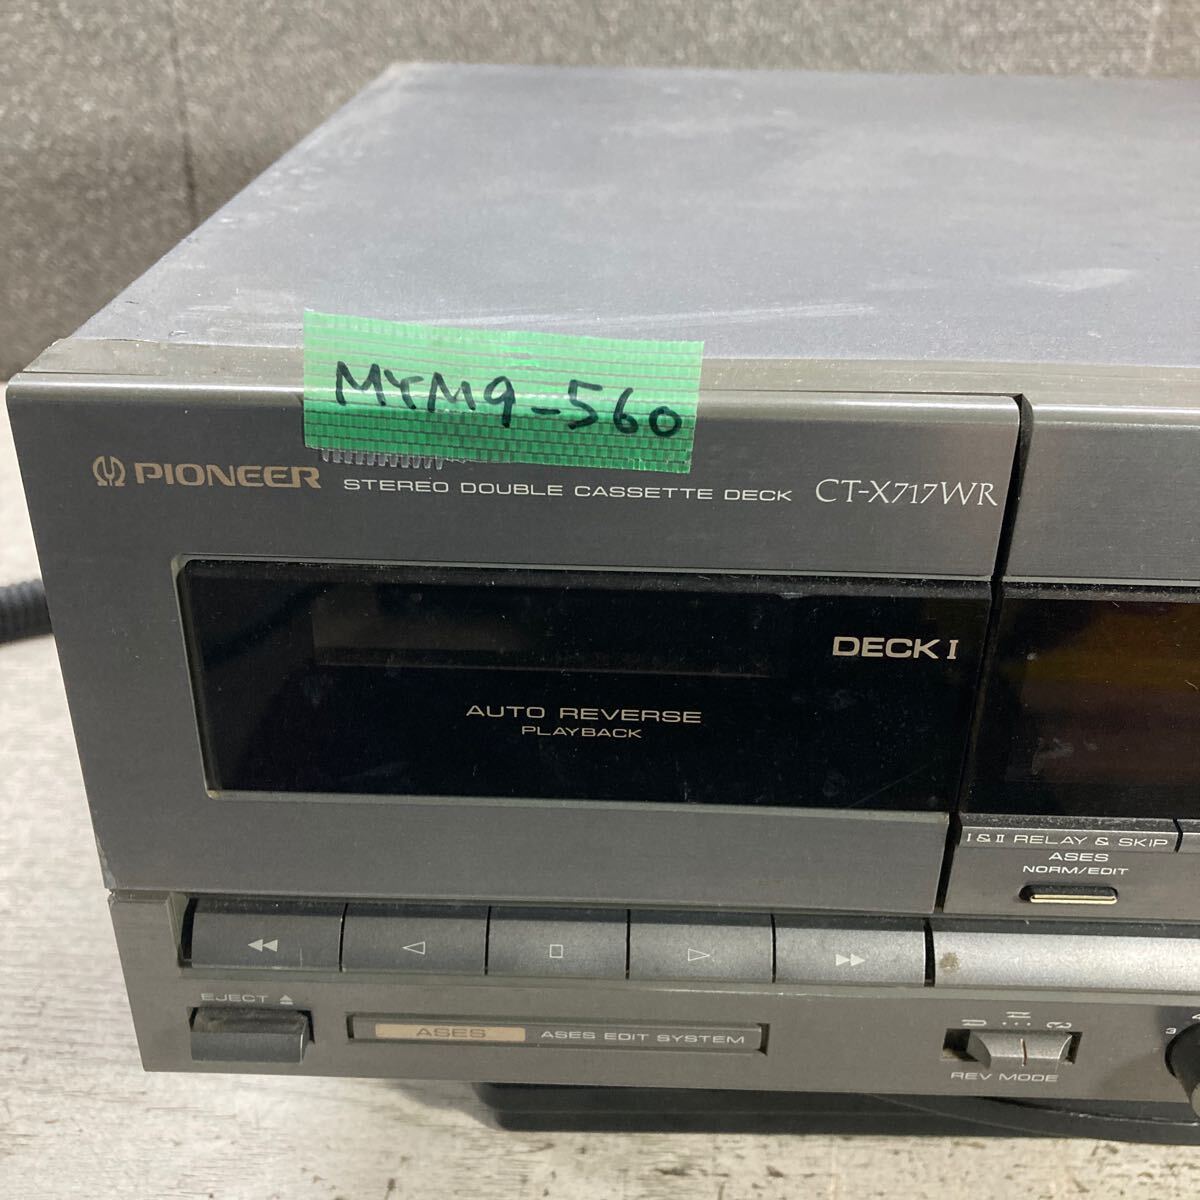 MYM9-560
PIONEER STEREO DOUBLE CASSETTE DECK CT-X717WR
DECK I
AUTO REVERSE
PLAYBACK
I & II RELAY & SKIP
ASES
NORM/EDIT
EJECT
ASES ASES EDIT SYSTEM
REV MODE
3